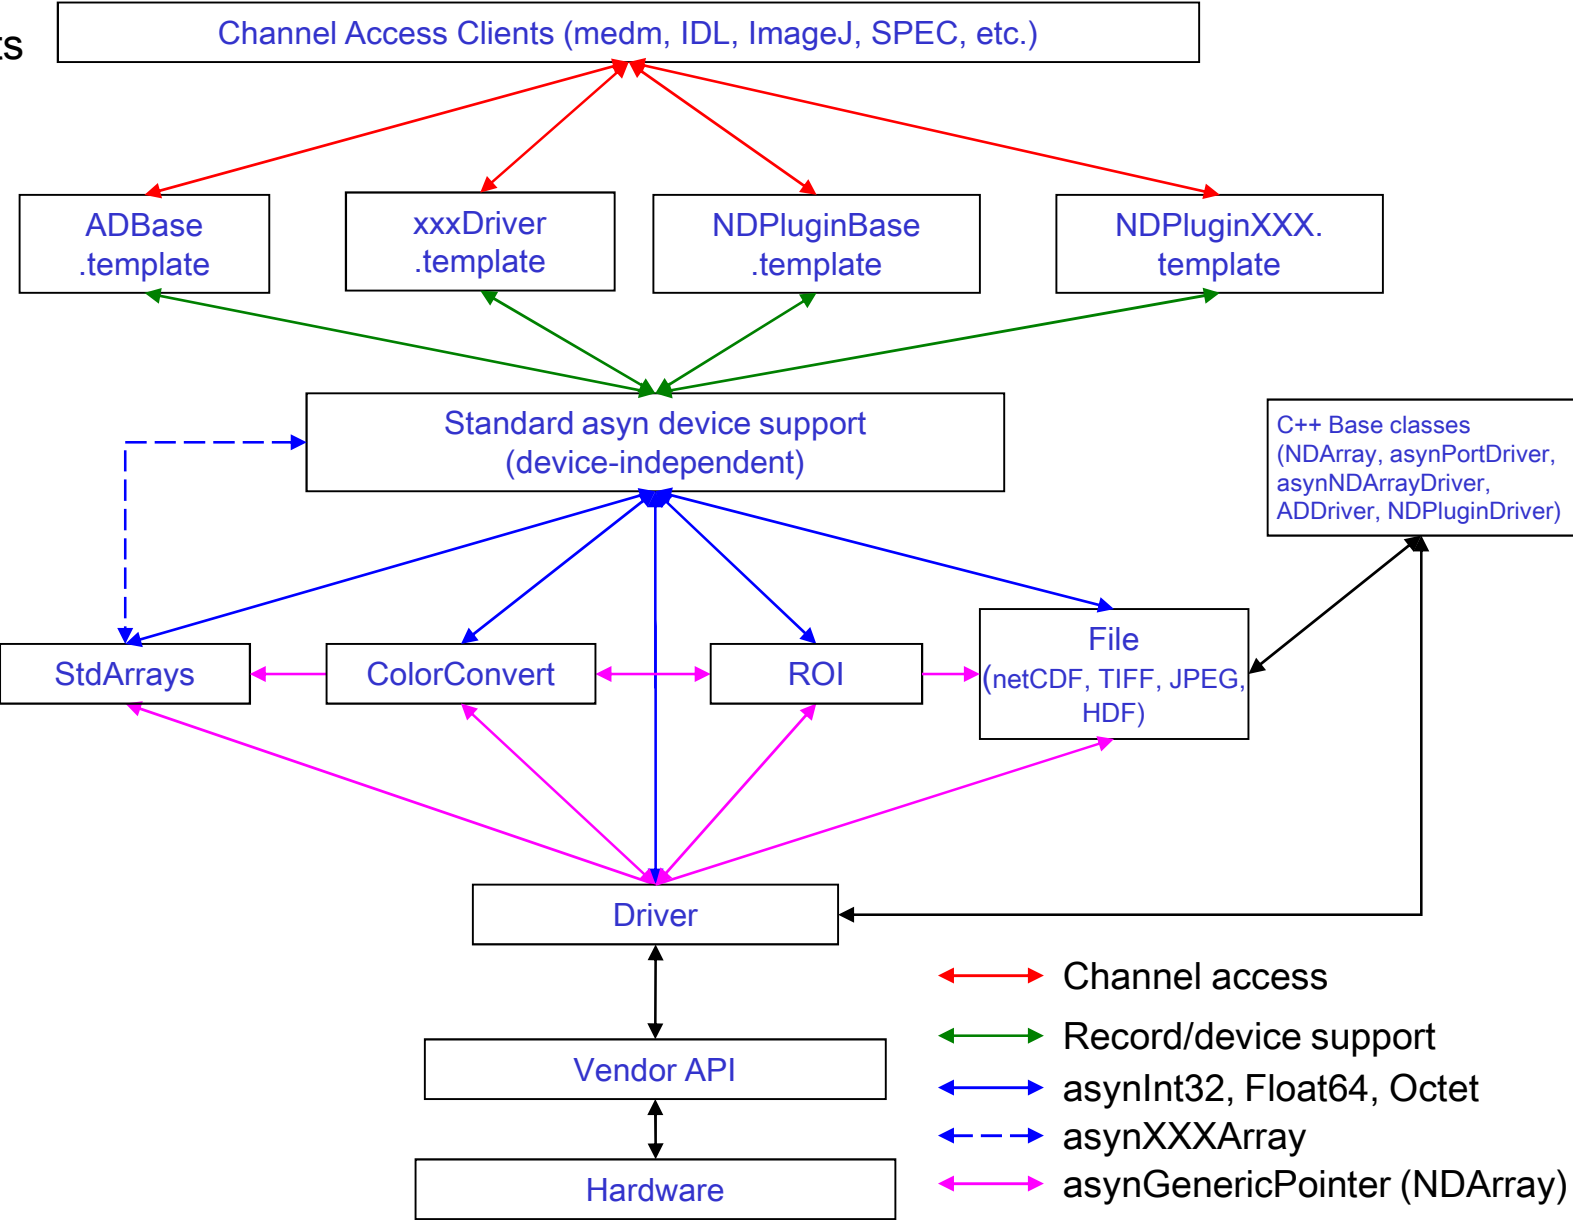 Channel Access Clients (medm, IDL, ImageJ, SPEC, etc.)
ADBase
.template
xxxDriver
.template
NDPluginBase
.template
NDPluginXXX.
template
Standard asyn device support
(device-independent)
C++ Base classes
(NDArray, asynPortDriver,
asynNDArrayDriver,
ADDriver, NDPluginDriver)
StdArrays
ColorConvert
ROI
File
(netCDF, TIFF, JPEG,
HDF)
Driver
Vendor API
Hardware
Channel access
Record/device support
asynInt32, Float64, Octet
asynXXXArray
asynGenericPointer (NDArray)